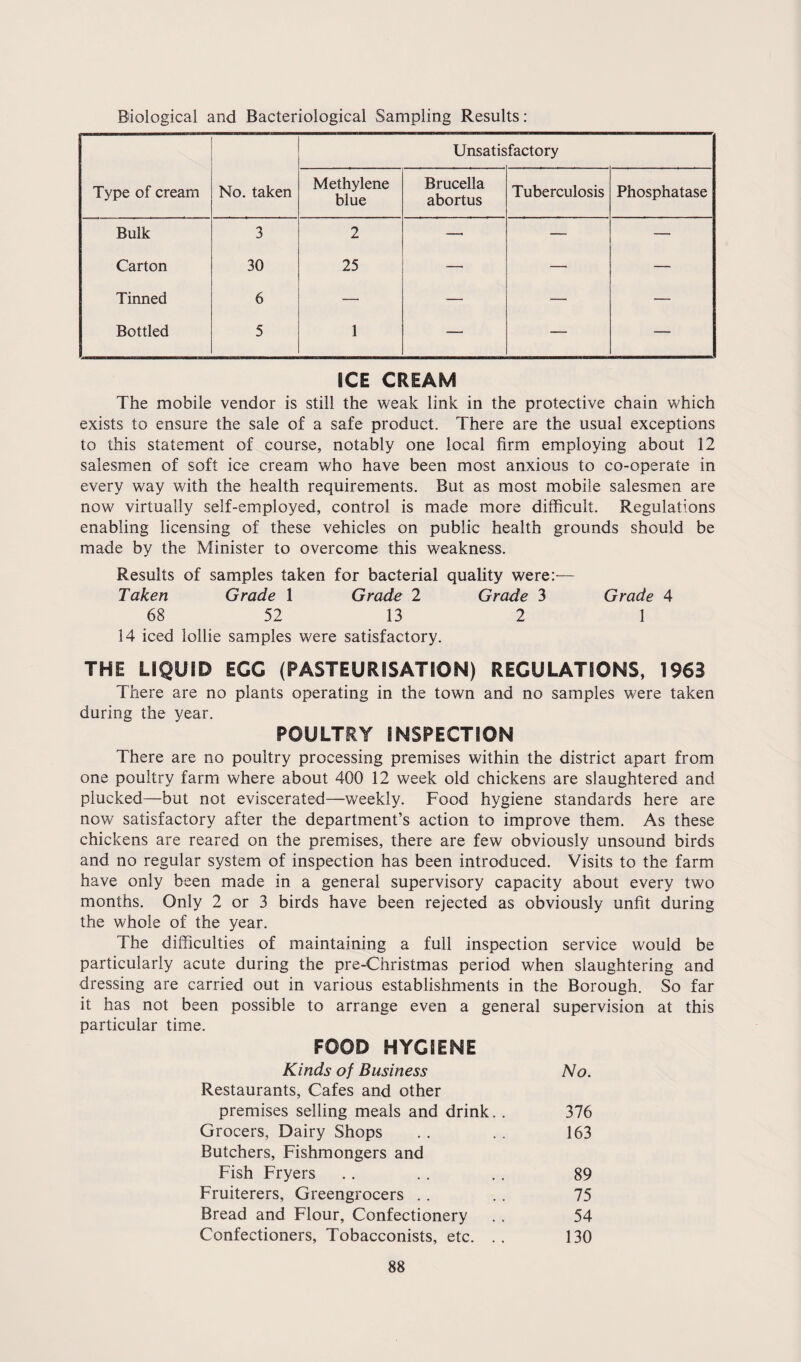 Biological and Bacteriological Sampling Results:
Unsatisfactory
Type of cream No. taken Methylene blue Brucella abortus Tuberculosis Phosphatase
Bulk 3 2 — — —
Carton 30 25 — — —
Tinned 6 — — — —
Bottled 5 1 — — —
ICE CREAM
The mobile vendor is still the weak link in the protective chain which
exists to ensure the sale of a safe product. There are the usual exceptions
to this statement of course, notably one local firm employing about 12
salesmen of soft ice cream who have been most anxious to co-operate in
every way with the health requirements. But as most mobile salesmen are
now virtually self-employed, control is made more difficult. Regulations
enabling licensing of these vehicles on public health grounds should be
made by the Minister to overcome this weakness.
Results of samples taken for bacterial quality were:—
Taken Grade 1 Grade 2 Grade 3 Grade 4
68 52 13 2 1
14 iced lollie samples were satisfactory.
THE LIQUID EGG (PASTEURISATION) REGULATIONS, 1963
There are no plants operating in the town and no samples were taken
during the year.
POULTRY INSPECTION
There are no poultry processing premises within the district apart from
one poultry farm where about 400 12 week old chickens are slaughtered and
plucked—but not eviscerated—weekly. Food hygiene standards here are
now satisfactory after the department's action to improve them. As these
chickens are reared on the premises, there are few obviously unsound birds
and no regular system of inspection has been introduced. Visits to the farm
have only been made in a general supervisory capacity about every two
months. Only 2 or 3 birds have been rejected as obviously unfit during
the whole of the year.
The difficulties of maintaining a full inspection service would be
particularly acute during the pre-Christmas period when slaughtering and
dressing are carried out in various establishments in the Borough. So far
it has not been possible to arrange even a general supervision at this
particular time.
FOOD HYGIENE
Kinds of Business No.
Restaurants, Cafes and other
premises selling meals and drink . . 376
Grocers, Dairy Shops . . . . 163
Butchers, Fishmongers and
Fish Fryers . . . . . . 89
Fruiterers, Greengrocers . . . . 75
Bread and Flour, Confectionery . . 54
Confectioners, Tobacconists, etc. . . 130
88